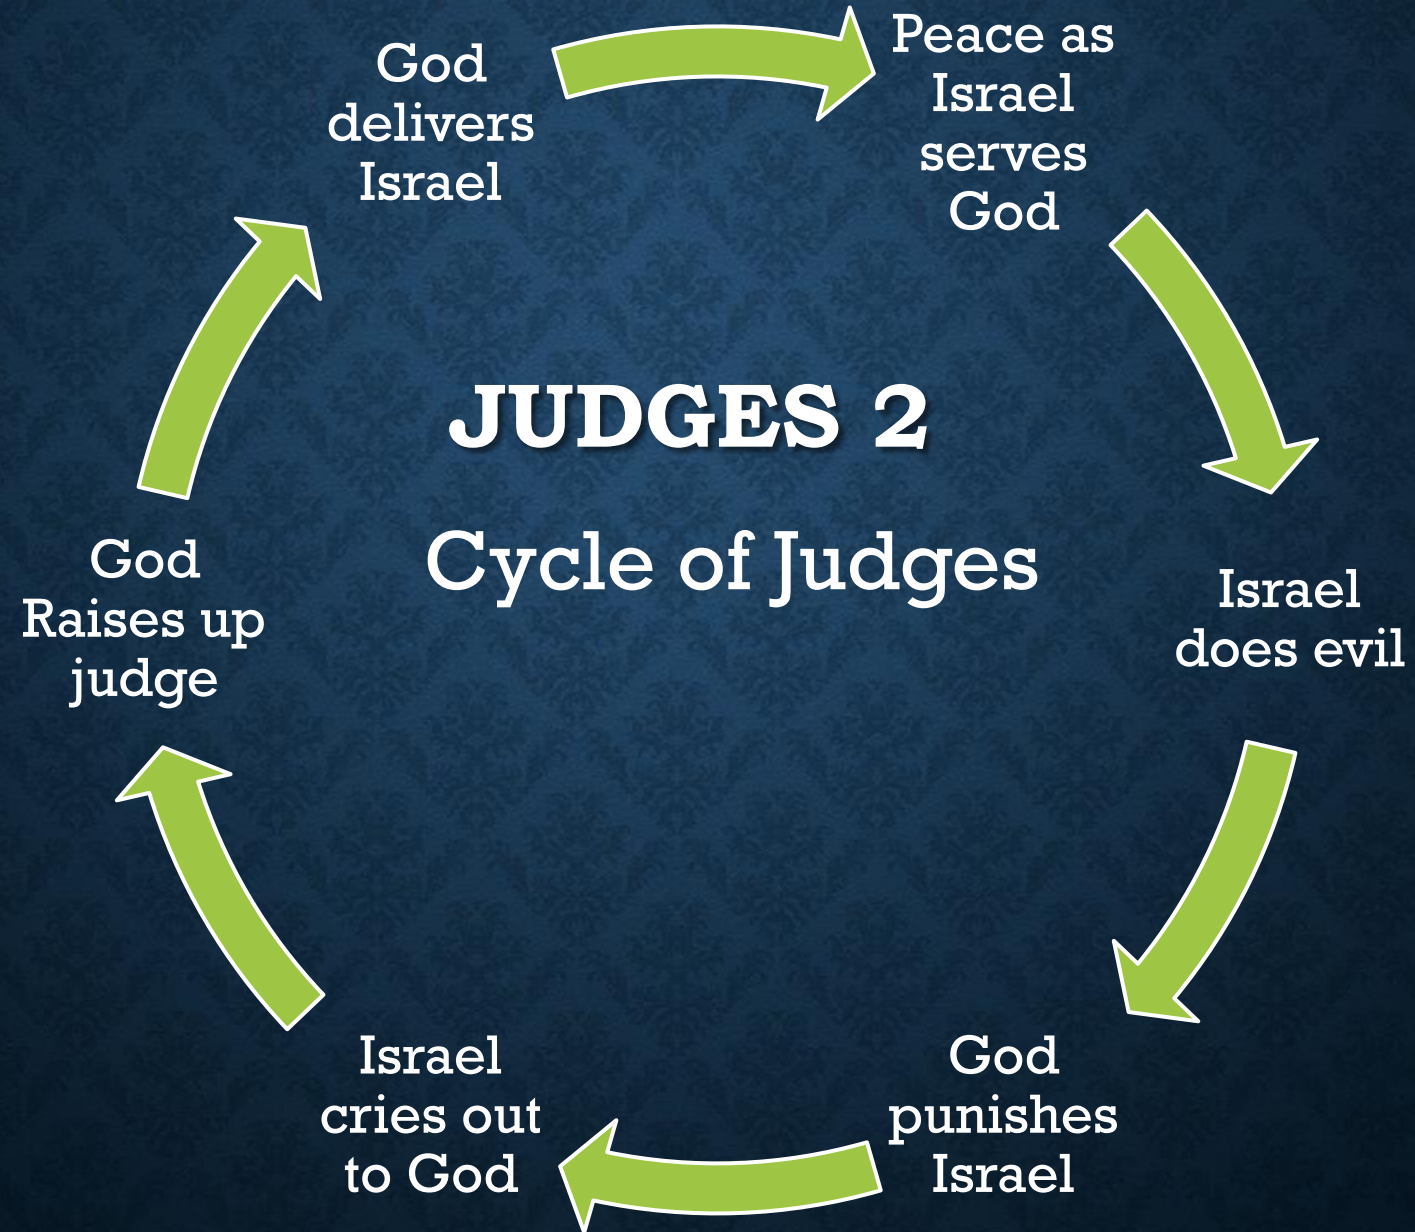 God
delivers
Israel
Peace as
Israel
serves
God
JUDGES 2
Cycle of Judges
God
Raises up
judge
Israel
does evil
Israel
cries out
to God
God
punishes
Israel